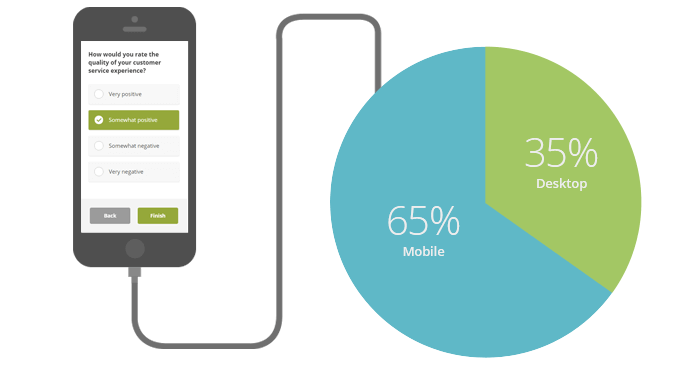 How would you rate the
quality of your customer
service experience?
Very positive
Somewhat positive
Somewhat negative
Very negative
Back
Finish
35%
Desktop
65%
Mobile